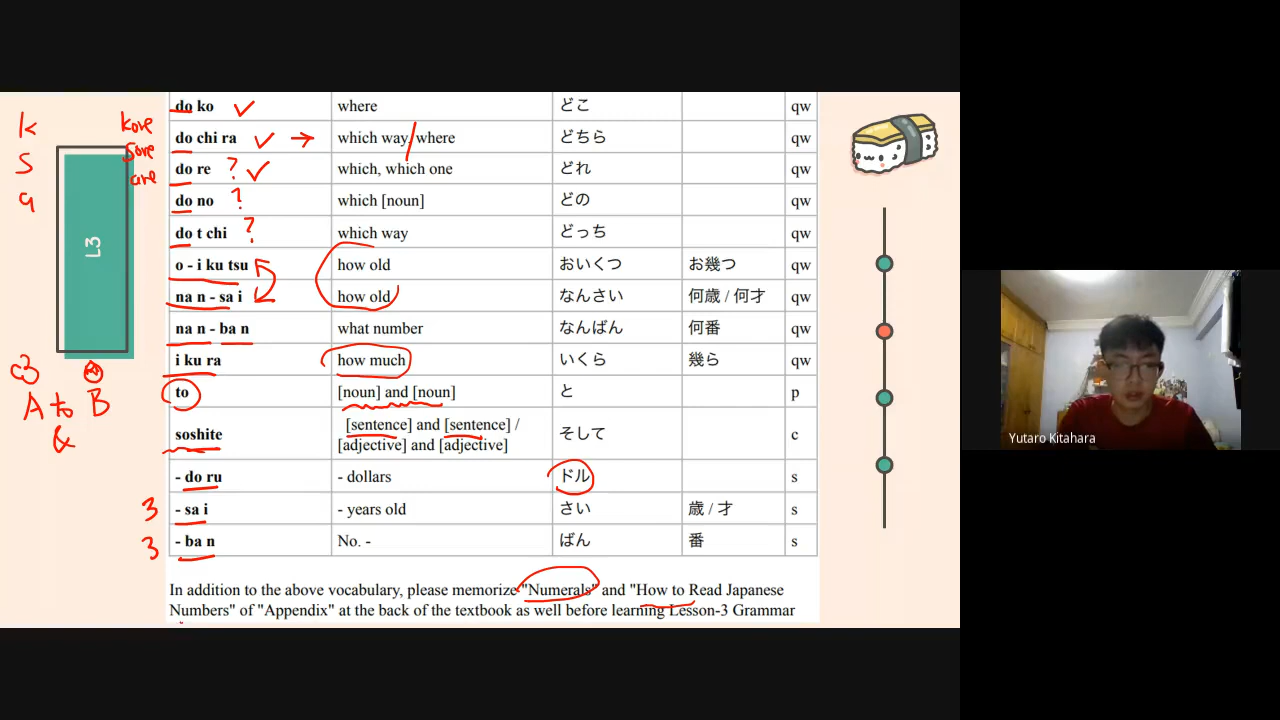 do ko where どこ qw
do chi ra → which way/where どちら qw
do re ? which, which one どれ qw
do no ? which [noun] どの qw
do t chi ? which way どっち qw
o - i ku tsu how old おいくつ お幾つ qw
na n - sa i how old なんさい 何歳 / 何才 qw
na n - ba n what number なんばん 何番 qw
i ku ra how much いくら 幾ら qw
to [noun] and [noun] と p
soshite [sentence] and [sentence] / [adjective] and [adjective] そして c
- do ru - dollars ドル s
3 - sa i - years old さい 歳 / 才 s
3 - ba n No. - ばん 番 s
In addition to the above vocabulary, please memorize "Numerals" and "How to Read Japanese
Numbers" of "Appendix" at the back of the textbook as well before learning Lesson-3 Grammar
K
S
kore
sore
are
L3
A to B
&
Yutaro Kitahara